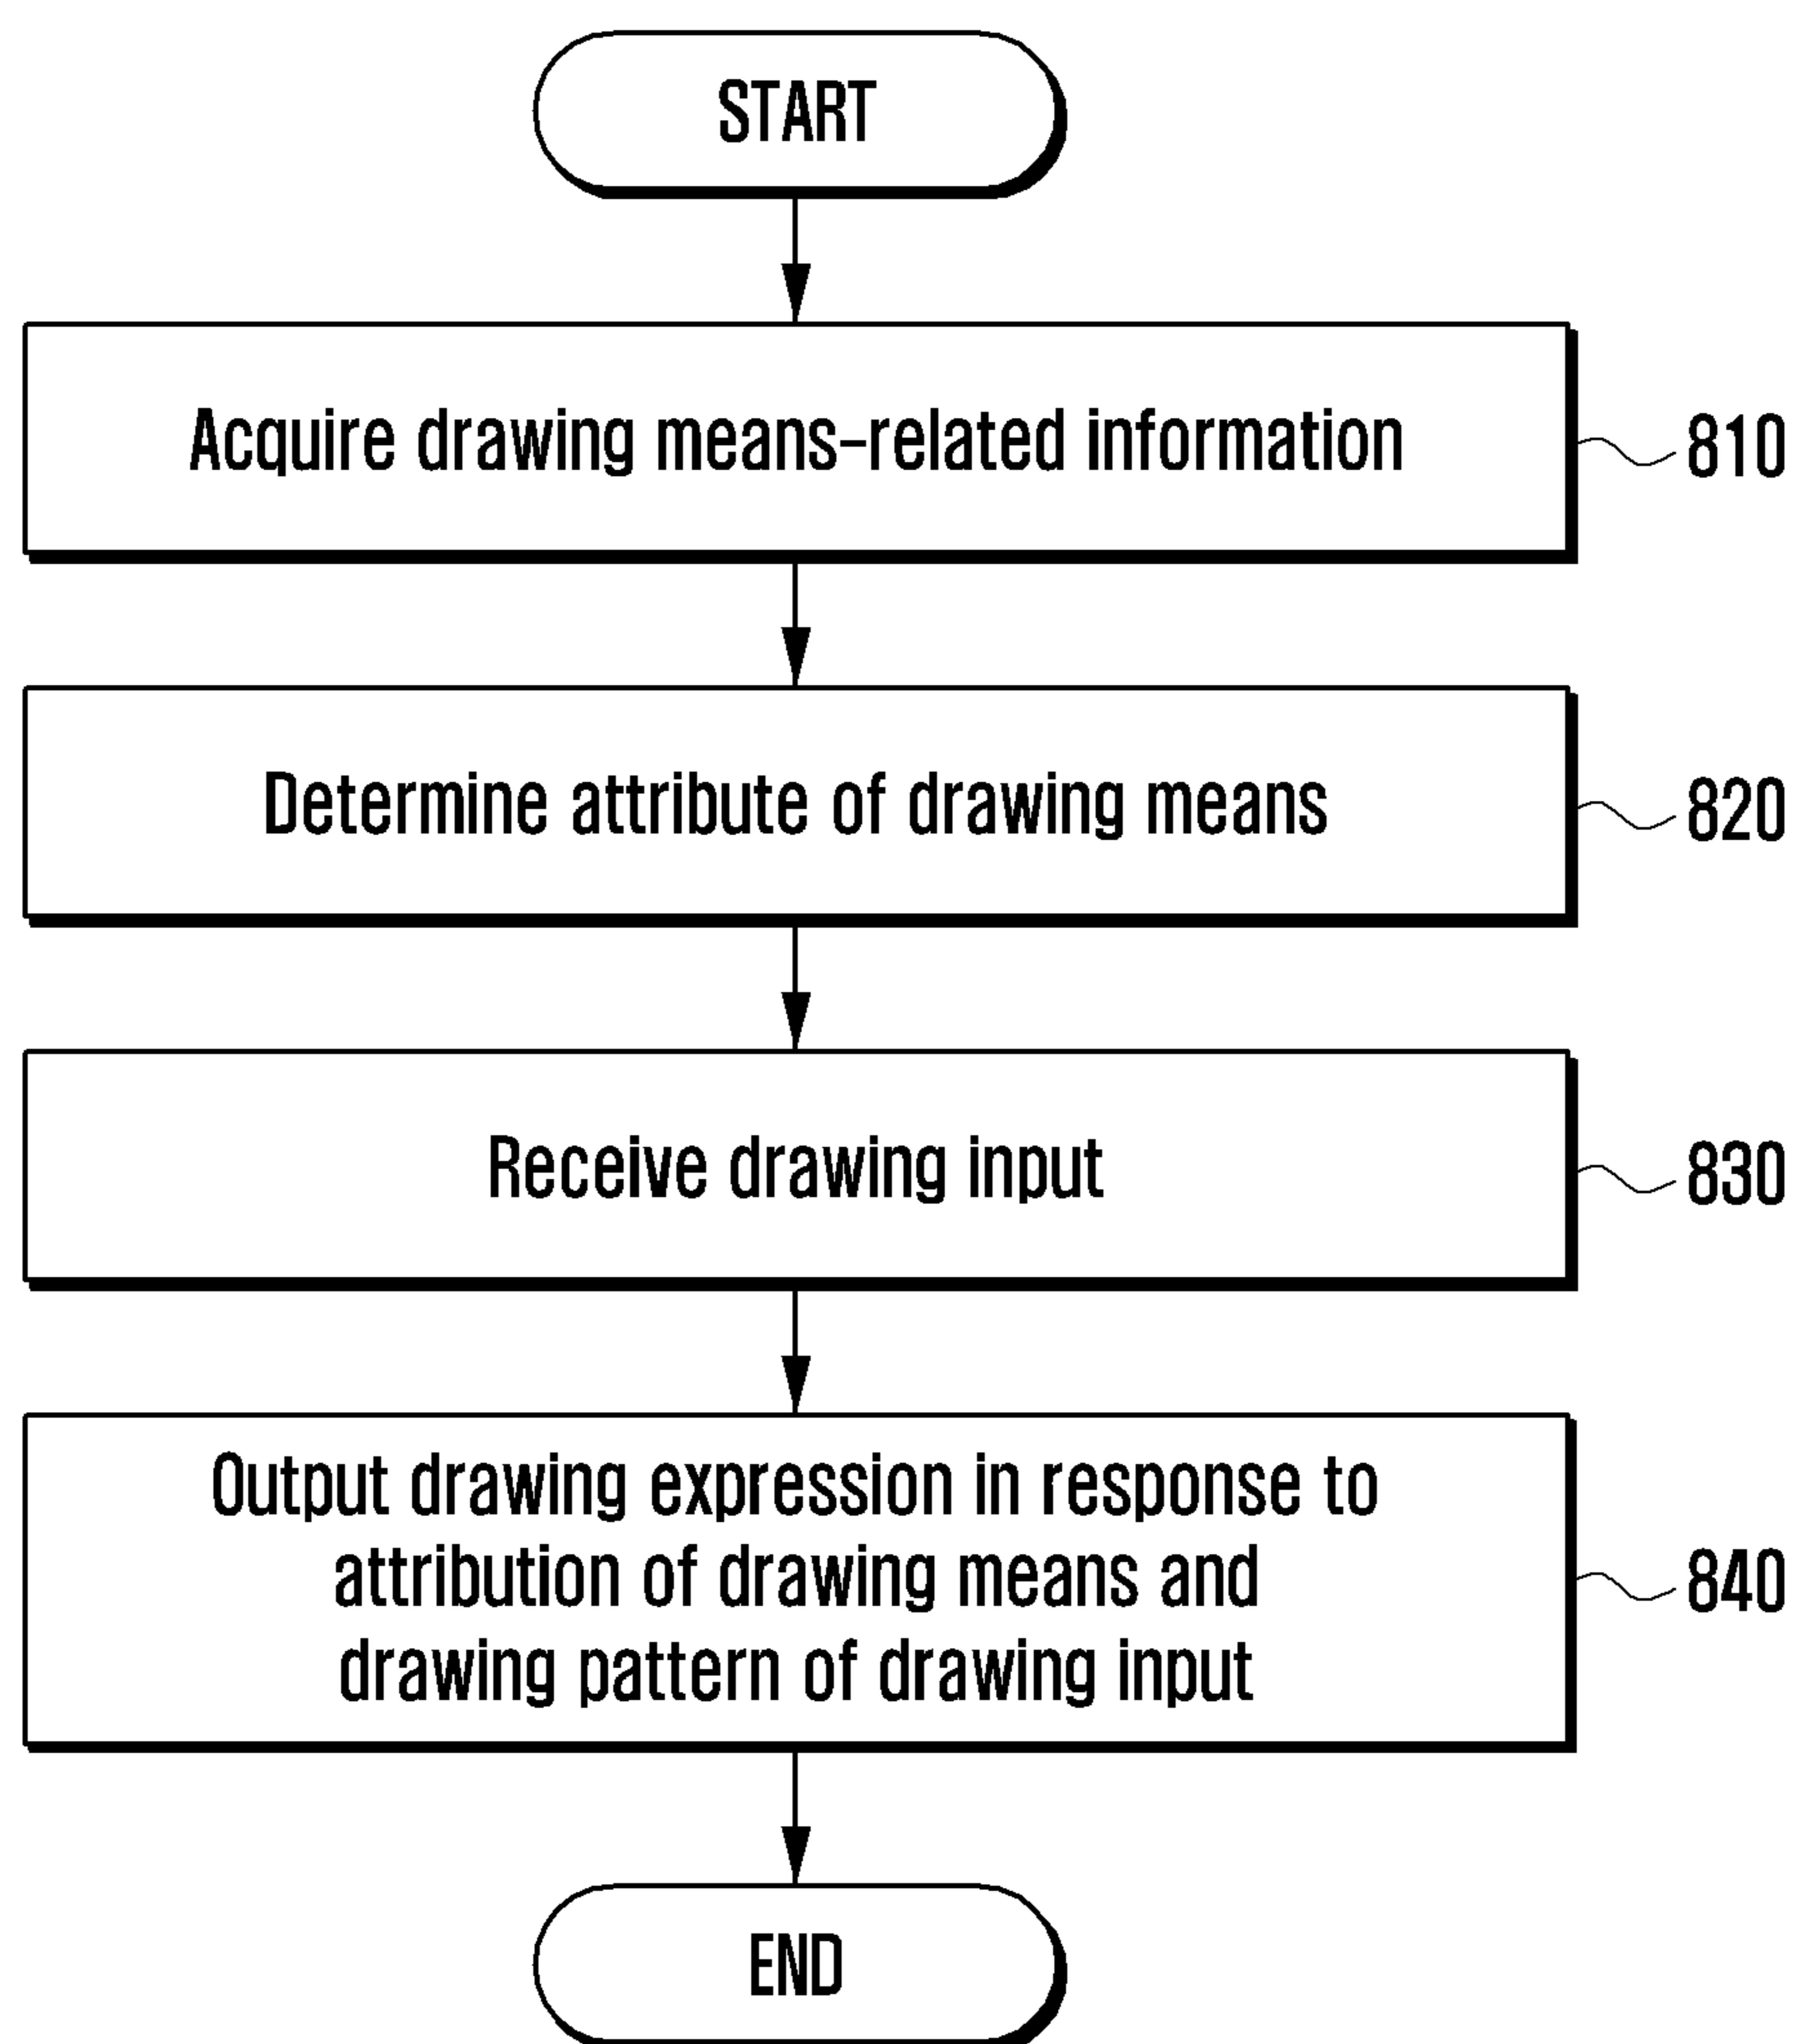 START
Acquire drawing means-related information
810
Determine attribute of drawing means
820
Receive drawing input
830
Output drawing expression in response to
attribution of drawing means and
drawing pattern of drawing input
840
END